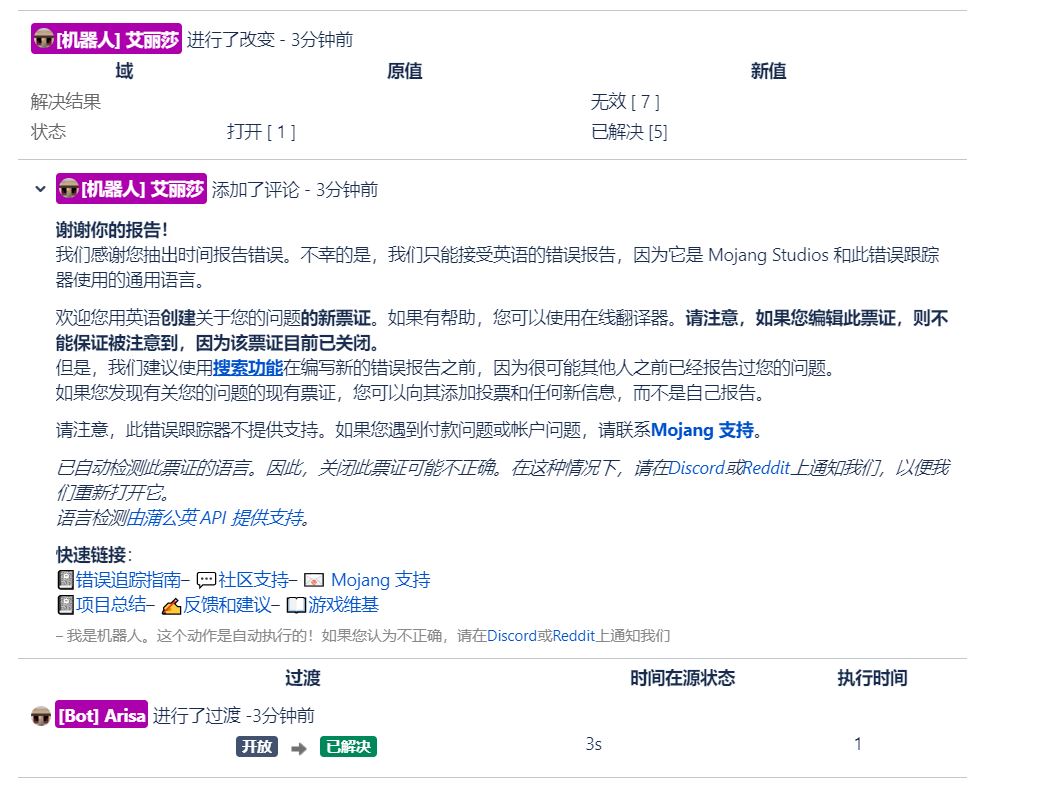 [机器人] 艾丽莎 进行了改变 - 3分钟前
域 原值 新值
解决结果 无效 [ 7 ]
状态 打开 [ 1 ] 已解决 [5]
[机器人] 艾丽莎 添加了评论 - 3分钟前
谢谢你的报告！
我们感谢您抽出时间报告错误。不幸的是，我们只能接受英语的错误报告，因为它是 Mojang Studios 和此错误跟踪
器使用的通用语言。
欢迎您用英语创建关于您的问题的新票证。如果有帮助，您可以使用在线翻译器。请注意，如果您编辑此票证，则不
能保证被注意到，因为该票证目前已关闭。
但是，我们建议使用搜索功能在编写新的错误报告之前，因为很可能其他人之前已经报告过您的问题。
如果您发现有关您的问题的现有票证，您可以向其添加投票和任何新信息，而不是自己报告。
请注意，此错误跟踪器不提供支持。如果您遇到付款问题或帐户问题，请联系Mojang 支持。
已自动检测此票证的语言。因此，关闭此票证可能不正确。在这种情况下，请在Discord或Reddit上通知我们，以便我
们重新打开它。
语言检测由蒲公英 API 提供支持。
快速链接：
错误追踪指南– 社区支持– Mojang 支持
项目总结– 反馈和建议– 游戏维基
– 我是机器人。这个动作是自动执行的！如果您认为不正确，请在Discord或Reddit上通知我们
过渡 时间在源状态 执行时间
[Bot] Arisa 进行了过渡 -3分钟前
开放 ➡ 已解决 3s 1